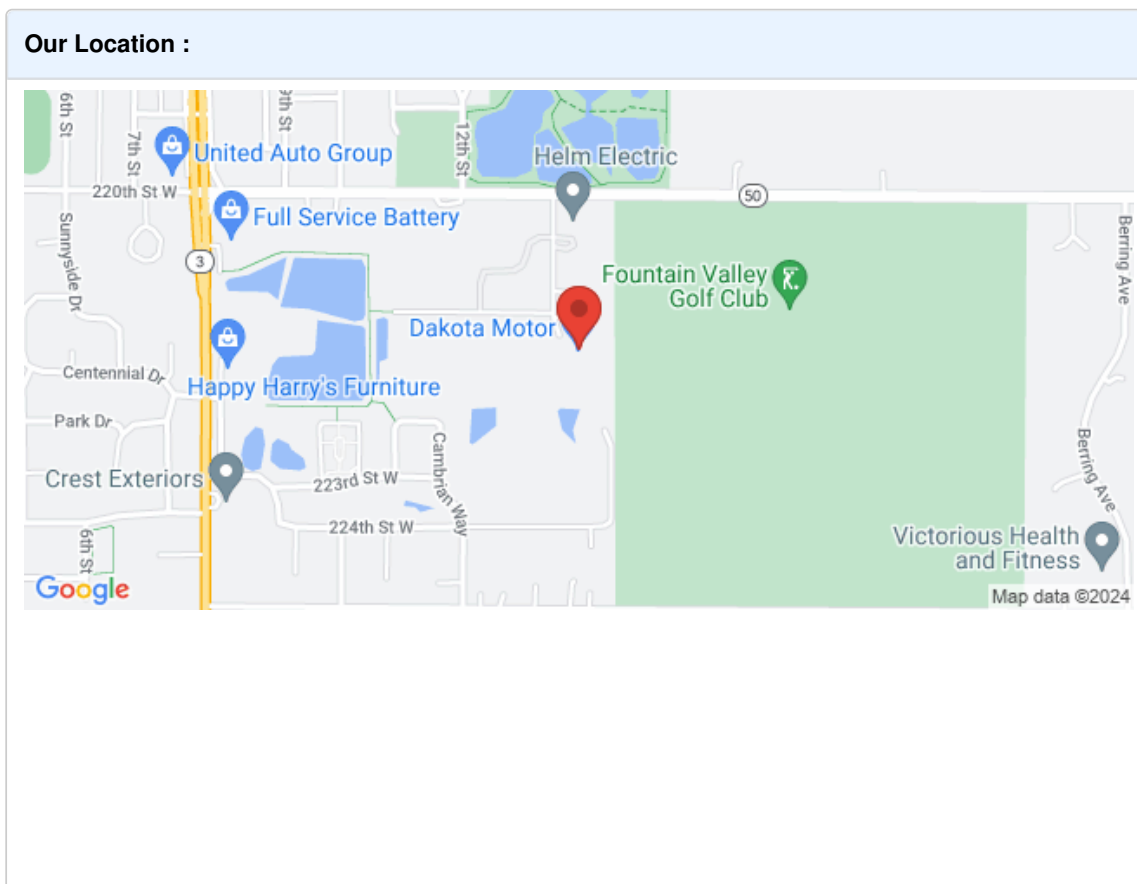 Our Location :
6th St
7th St
9th St
12th St
United Auto Group
Helm Electric
220th St W
50
Full Service Battery
Sunnyside Dr
Berring Ave
3
Fountain Valley
Golf Club
Dakota Motor
Centennial Dr
Happy Harry's Furniture
Park Dr
Cambrian Way
Berring Ave
Crest Exteriors
223rd St W
224th St W
6th St
Victorious Health
and Fitness
Google
Map data ©2024